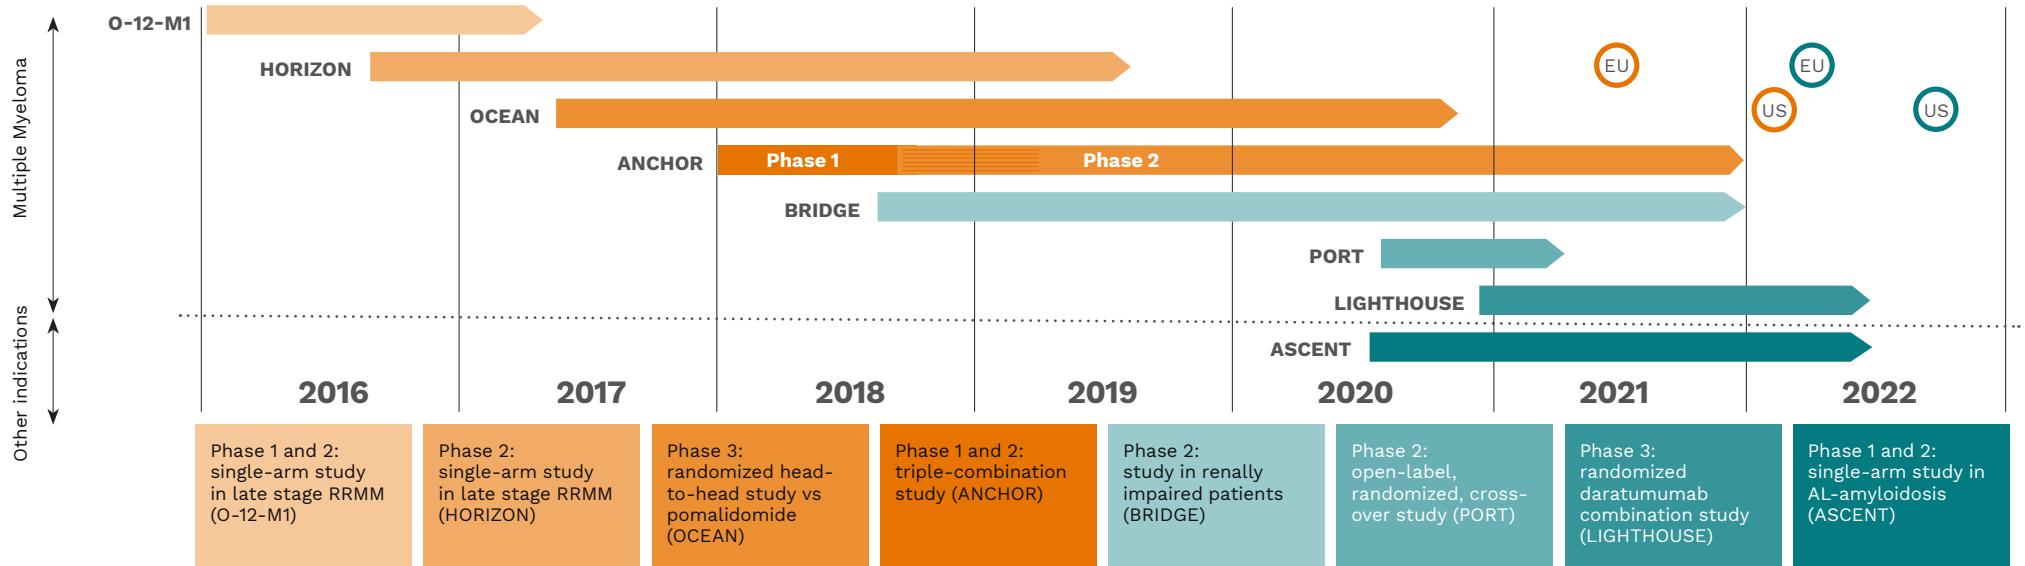 Multiple Myeloma
Other indications
O-12-M1
HORIZON
EU
EU
US
US
OCEAN
ANCHOR
Phase 1
Phase 2
BRIDGE
PORT
LIGHTHOUSE
ASCENT
2016
2017
2018
2019
2020
2021
2022
Phase 1 and 2:
single-arm study
in late stage RRMM
(O-12-M1)
Phase 2:
single-arm study
in late stage RRMM
(HORIZON)
Phase 3:
randomized head-
to-head study vs
pomalidomide
(OCEAN)
Phase 1 and 2:
triple-combination
study (ANCHOR)
Phase 2:
study in renally
impaired patients
(BRIDGE)
Phase 2:
open-label,
randomized, cross-
over study (PORT)
Phase 3:
randomized
daratumumab
combination study
(LIGHTHOUSE)
Phase 1 and 2:
single-arm study in
AL-amyloidosis
(ASCENT)